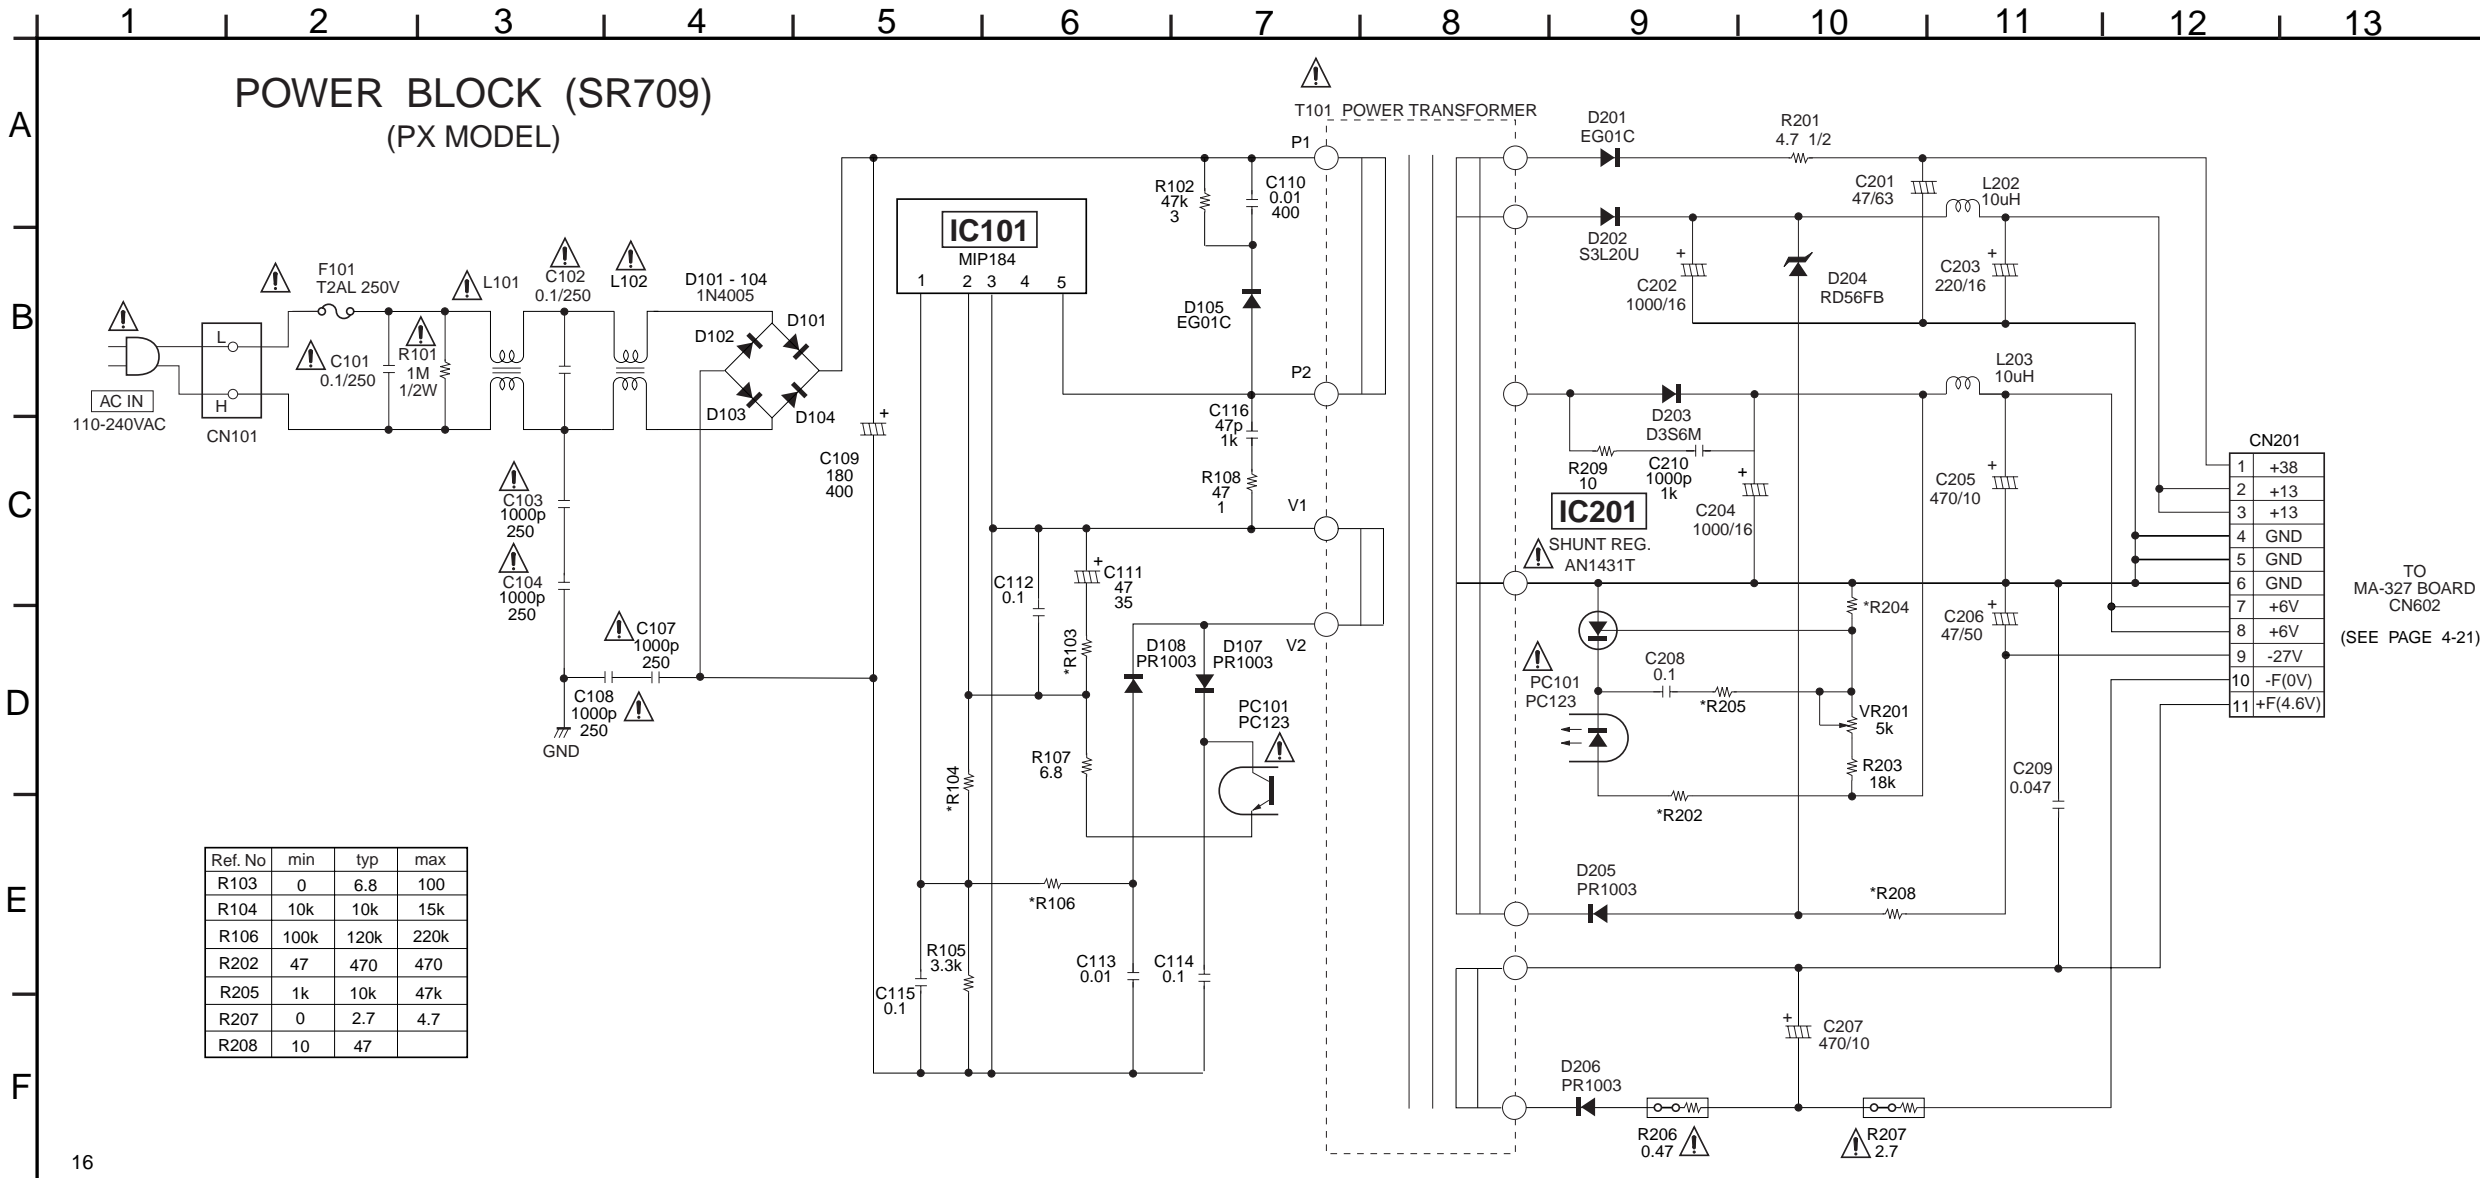 1 2 3 4 5 6 7 8 9 10 11 12 13
A
B
C
D
E
F
POWER BLOCK (SR709)
(PX MODEL)
T101 POWER TRANSFORMER
P1
P2
V1
V2
F101
T2AL 250V
L101
C102
0.1/250
L102
D101 - 104
1N4005
D101
D102
D103
D104
L
H
CN101
AC IN
110-240VAC
C101
0.1/250
R101
1M
1/2W
C103
1000p
250
C104
1000p
250
C107
1000p
250
C108
1000p
250
GND
C109
180
400
IC101
MIP184
1 2 3 4 5
R102
47k
3
C110
0.01
400
D105
EG01C
C116
47p
1k
R108
47
1
C112
0.1
C111
47
35
*R103
D108
PR1003
D107
PR1003
PC101
PC123
R107
6.8
*R104
*R106
R105
3.3k
C115
0.1
C113
0.01
C114
0.1
D201
EG01C
R201
4.7 1/2
C201
47/63
L202
10uH
D202
S3L20U
C202
1000/16
D204
RD56FB
C203
220/16
L203
10uH
D203
D3S6M
R209
10
C210
1000p
1k
C204
1000/16
C205
470/10
IC201
SHUNT REG.
AN1431T
*R204
C206
47/50
PC101
PC123
C208
0.1
*R205
VR201
5k
R203
18k
*R202
C209
0.047
D205
PR1003
*R208
C207
470/10
D206
PR1003
R206
0.47
R207
2.7
CN201
1 +38
2 +13
3 +13
4 GND
5 GND
6 GND
7 +6V
8 +6V
9 -27V
10 -F(0V)
11 +F(4.6V)
TO
MA-327 BOARD
CN602
(SEE PAGE 4-21)
Ref. No min typ max
R103 0 6.8 100
R104 10k 10k 15k
R106 100k 120k 220k
R202 47 470 470
R205 1k 10k 47k
R207 0 2.7 4.7
R208 10 47
16